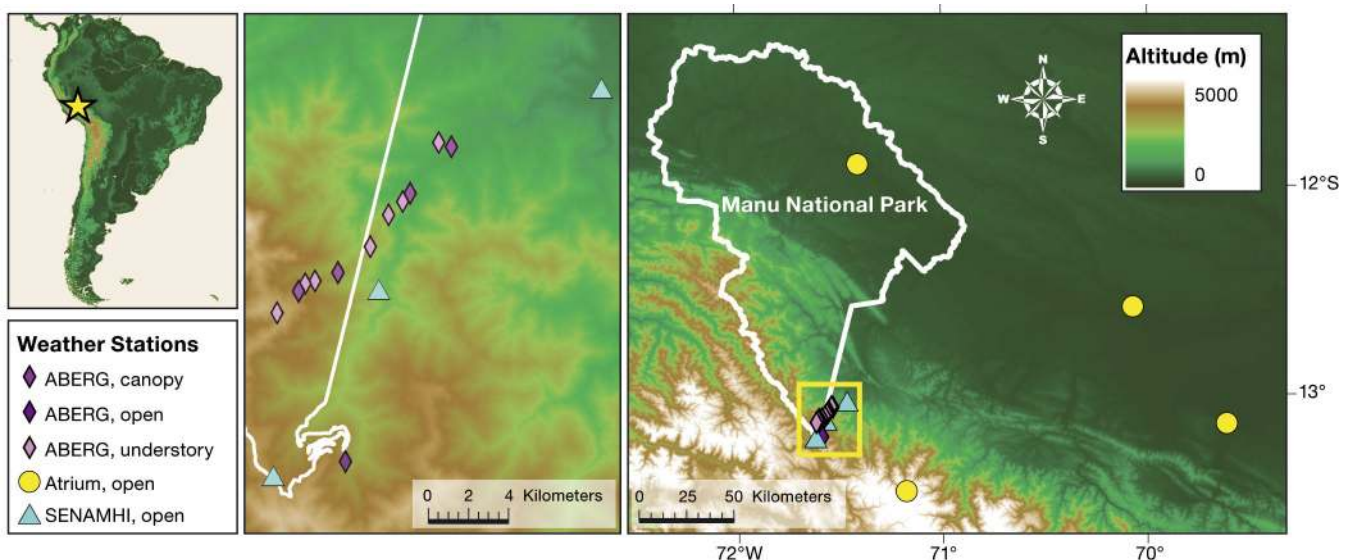 Weather Stations
ABERG, canopy
ABERG, open
ABERG, understory
Atrium, open
SENAMHI, open
0 2 4 Kilometers
Altitude (m)
5000
0
N
W E
S
Manu National Park
12°S
13°
0 25 50 Kilometers
72°W 71° 70°